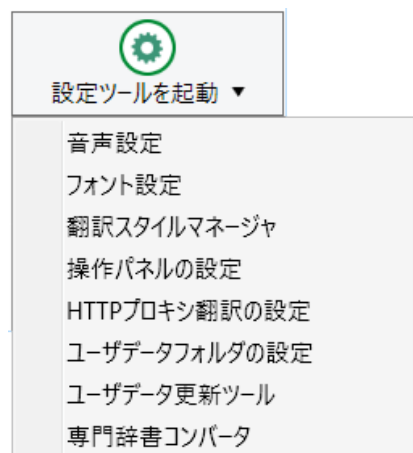 設定ツールを起動 ▼
音声設定
フォント設定
翻訳スタイルマネージャ
操作パネルの設定
HTTPプロキシ翻訳の設定
ユーザデータフォルダの設定
ユーザデータ更新ツール
専門辞書コンバータ